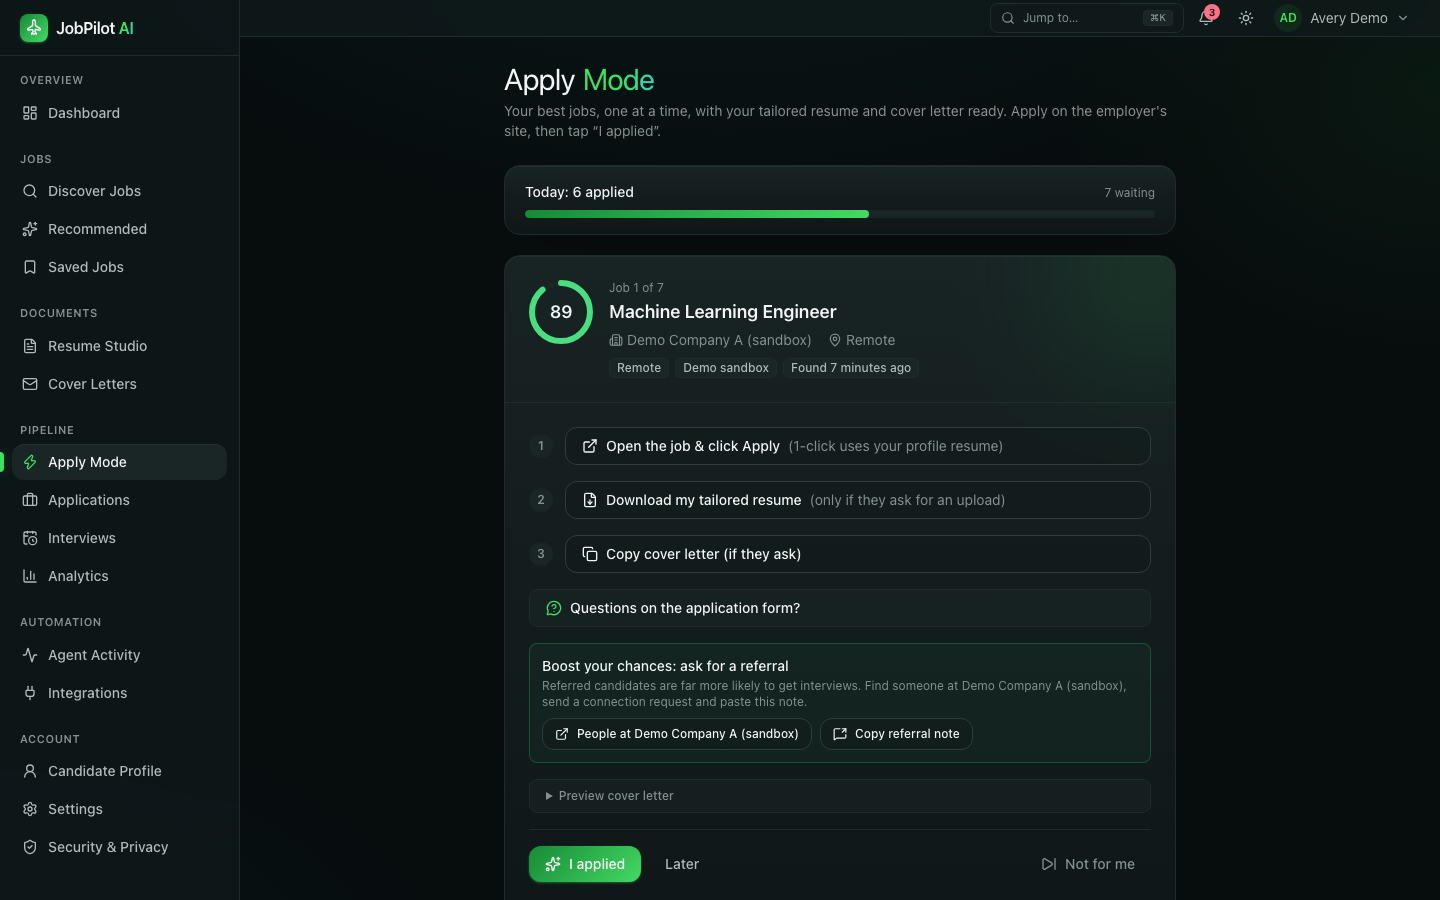 JobPilot AI
Jump to...
⌘K
3
AD
Avery Demo
OVERVIEW
Dashboard
JOBS
Discover Jobs
Recommended
Saved Jobs
DOCUMENTS
Resume Studio
Cover Letters
PIPELINE
Apply Mode
Applications
Interviews
Analytics
AUTOMATION
Agent Activity
Integrations
ACCOUNT
Candidate Profile
Settings
Security & Privacy
Apply Mode
Your best jobs, one at a time, with your tailored resume and cover letter ready. Apply on the employer's
site, then tap “I applied”.
Today: 6 applied
7 waiting
89
Job 1 of 7
Machine Learning Engineer
Demo Company A (sandbox)
Remote
Remote
Demo sandbox
Found 7 minutes ago
1
Open the job & click Apply (1-click uses your profile resume)
2
Download my tailored resume (only if they ask for an upload)
3
Copy cover letter (if they ask)
Questions on the application form?
Boost your chances: ask for a referral
Referred candidates are far more likely to get interviews. Find someone at Demo Company A (sandbox),
send a connection request and paste this note.
People at Demo Company A (sandbox)
Copy referral note
Preview cover letter
I applied
Later
Not for me